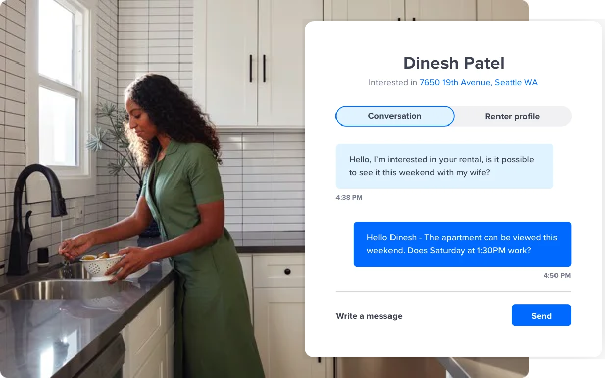 Dinesh Patel
Interested in 7650 19th Avenue, Seattle WA
Conversation
Renter profile
Hello, I'm interested in your rental, is it possible
to see it this weekend with my wife?
4:38 PM
Hello Dinesh - The apartment can be viewed this
weekend. Does Saturday at 1:30PM work?
4:50 PM
Write a message
Send